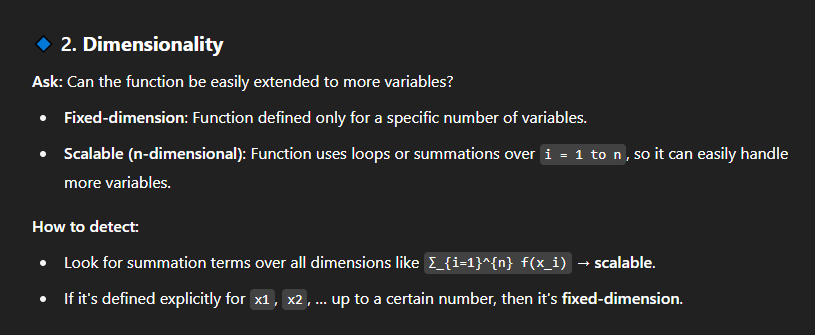 2. Dimensionality
Ask: Can the function be easily extended to more variables?
• Fixed-dimension: Function defined only for a specific number of variables.
• Scalable (n-dimensional): Function uses loops or summations over i = 1 to n, so it can easily handle
more variables.
How to detect:
• Look for summation terms over all dimensions like Σ_{i=1}^{n} f(x_i) → scalable.
• If it's defined explicitly for x1, x2, ... up to a certain number, then it's fixed-dimension.